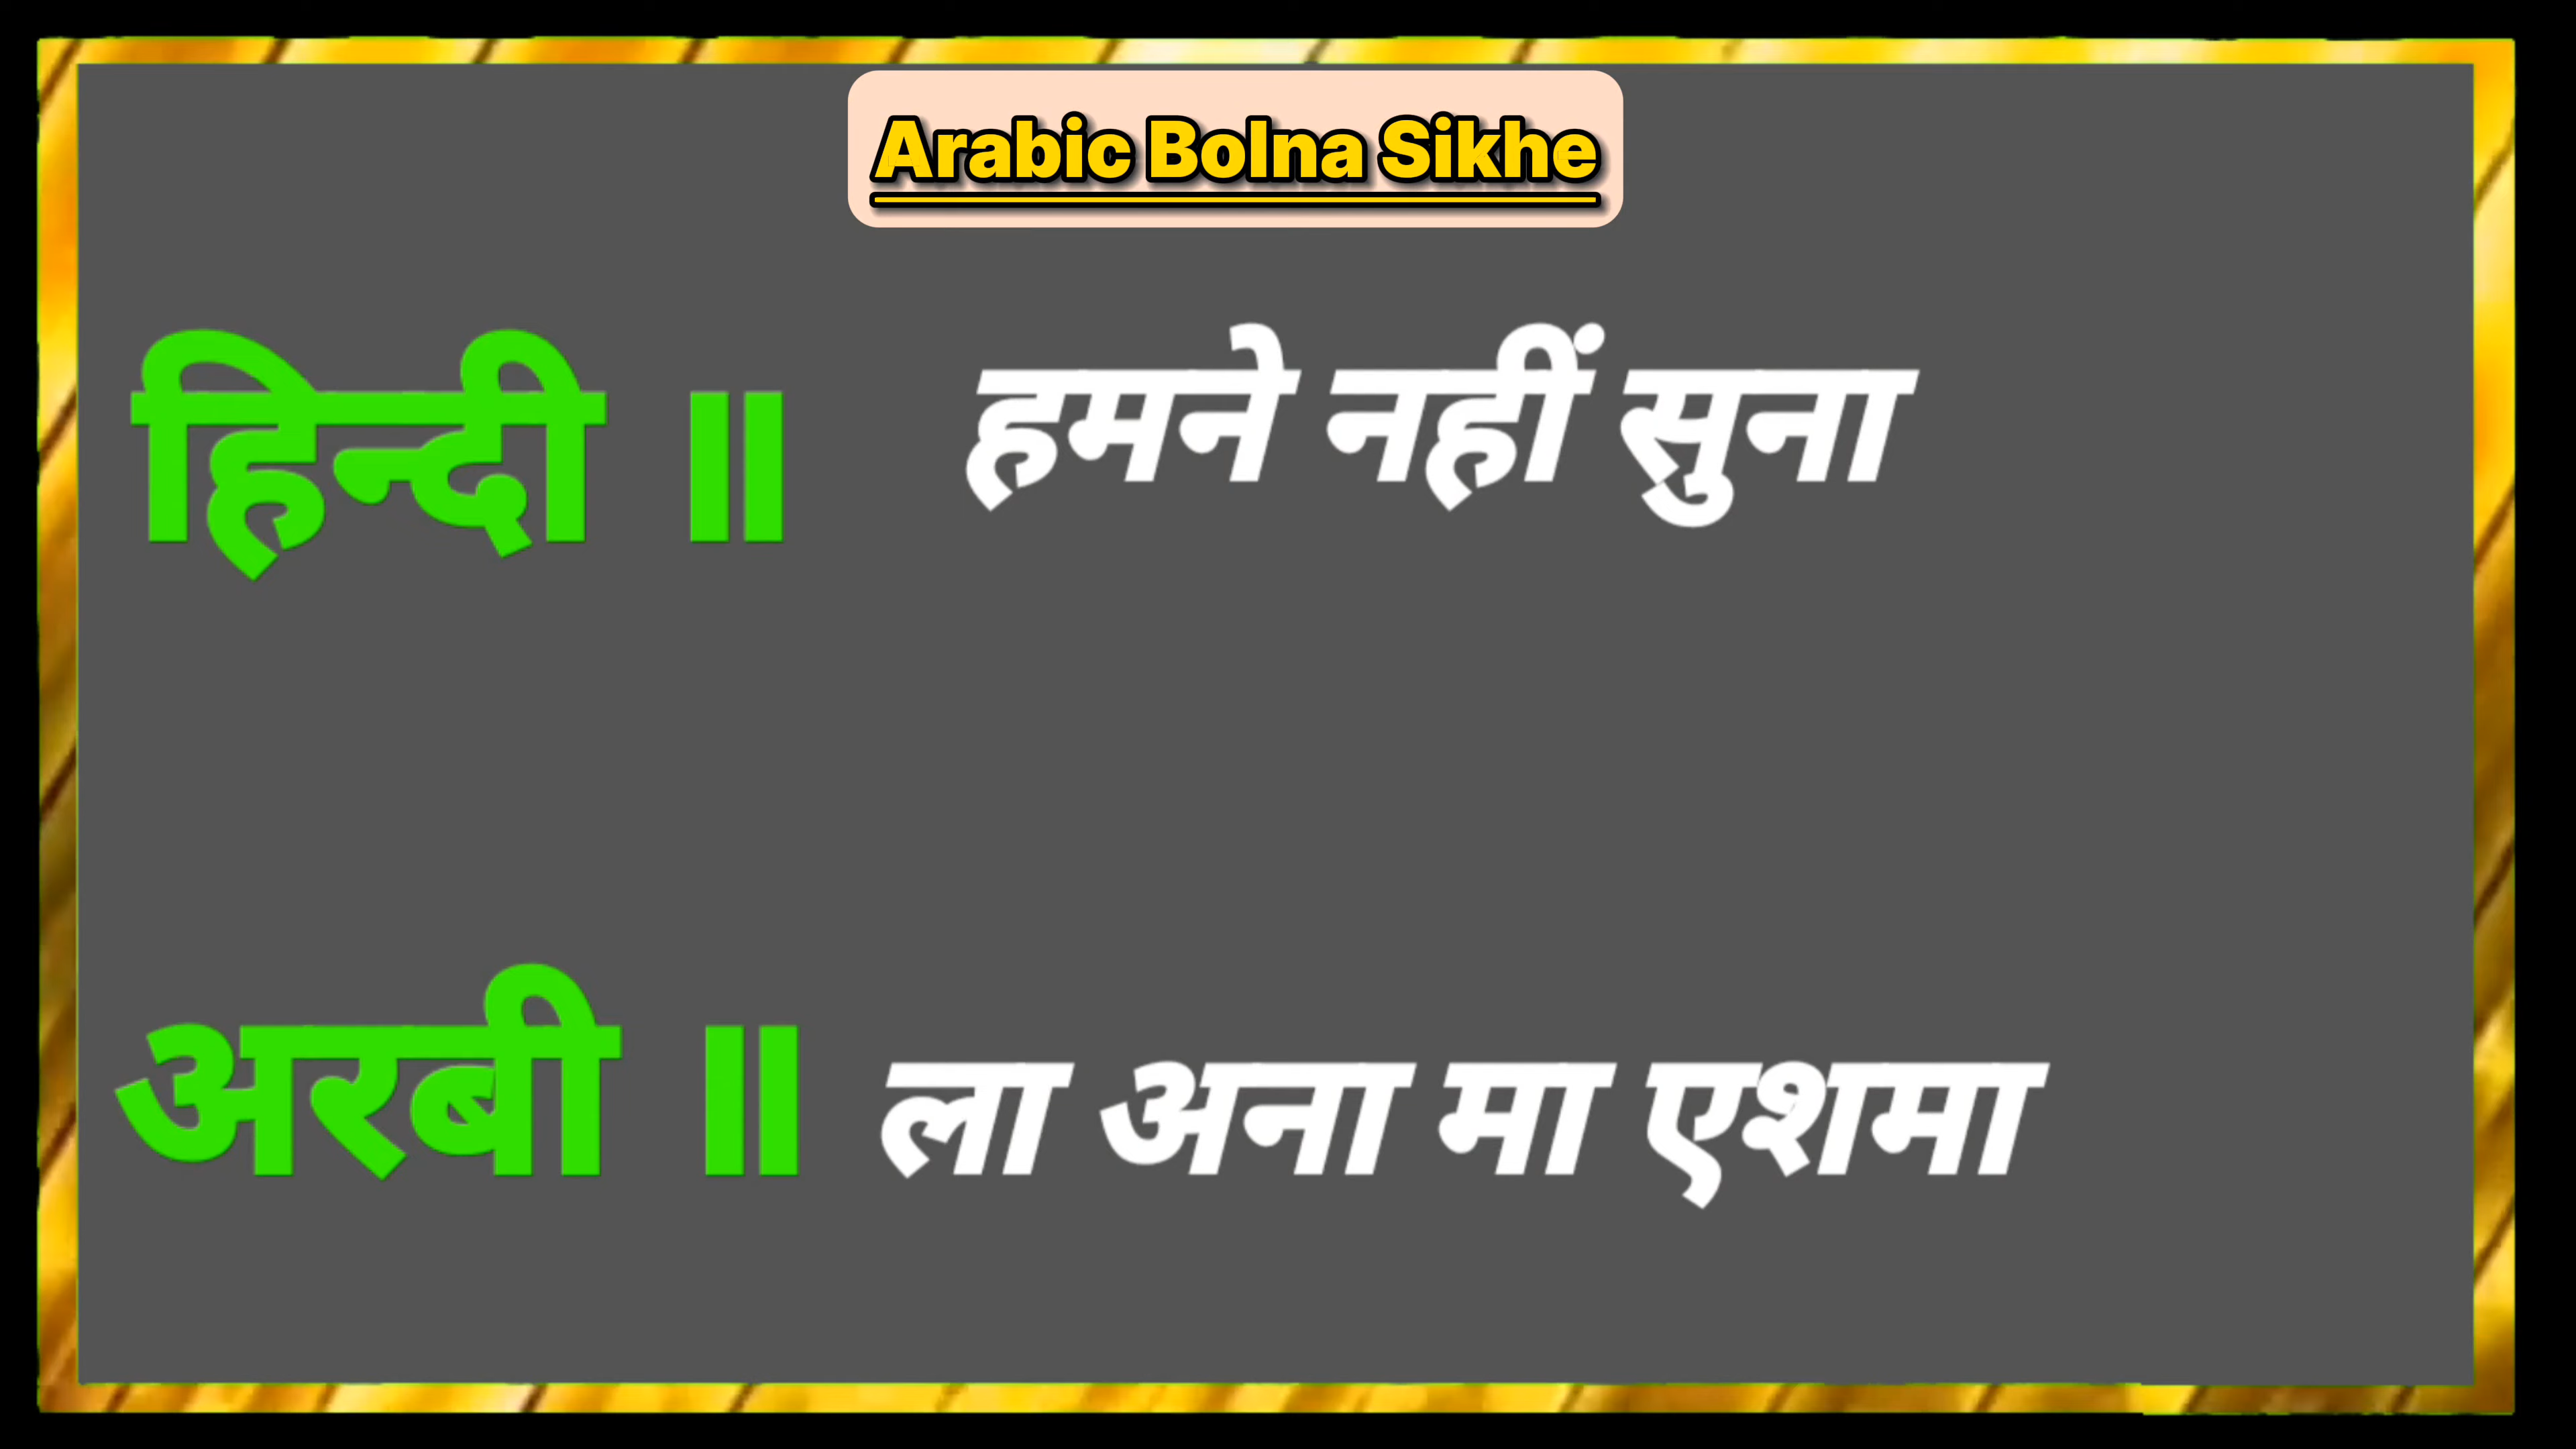 Arabic Bolna Sikhe
हिन्दी ॥ हमने नहीं सुना
अरबी ॥ ला अना मा एशमा